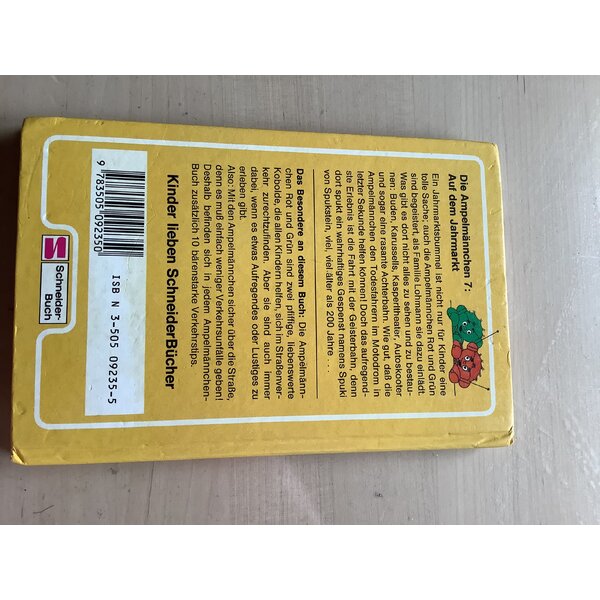 Die Ampelmännchen 7:
Auf dem Jahrmarkt
Ein Jahrmarktsbummel ist nicht nur für Kinder eine
tolle Sache; auch die Ampelmännchen Rot und Grün
sind begeistert, als Familie Lohmann sie dazu einlädt.
Was gibt es dort nicht alles zu sehen und zu bestau-
nen: Buden, Karussells, Kasperltheater, Autoskooter
und sogar eine rasante Achterbahn. Wie gut, daß die
Ampelmännchen den Todesfahrern im Motodrom in
letzter Sekunde helfen können! Doch das aufregend-
ste Erlebnis ist die Fahrt mit der Geisterbahn, denn
dort spukt ein wahrhaftiges Gespenst namens Spuki
von Spukstein, viel, viel älter als 200 Jahre . . .
Das Besondere an diesem Buch: Die Ampelmänn-
chen Rot und Grün sind zwei pfiffige, liebenswerte
Kobolde, die allen Kindern helfen, sich im Straßenver-
kehr zurechtzufinden. Aber sie sind auch immer
dabei, wenn es etwas Aufregendes oder Lustiges zu
erleben gibt.
Also: Mit den Ampelmännchen sicher über die Straße,
denn es muß einfach weniger Verkehrsunfälle geben!
Deshalb befinden sich in jedem Ampelmännchen-
Buch zusätzlich 10 bärenstarke Verkehrstips.
Kinder lieben SchneiderBücher
9 783505 092350
ISBN 3-505 09235-5
Schneider-
Buch